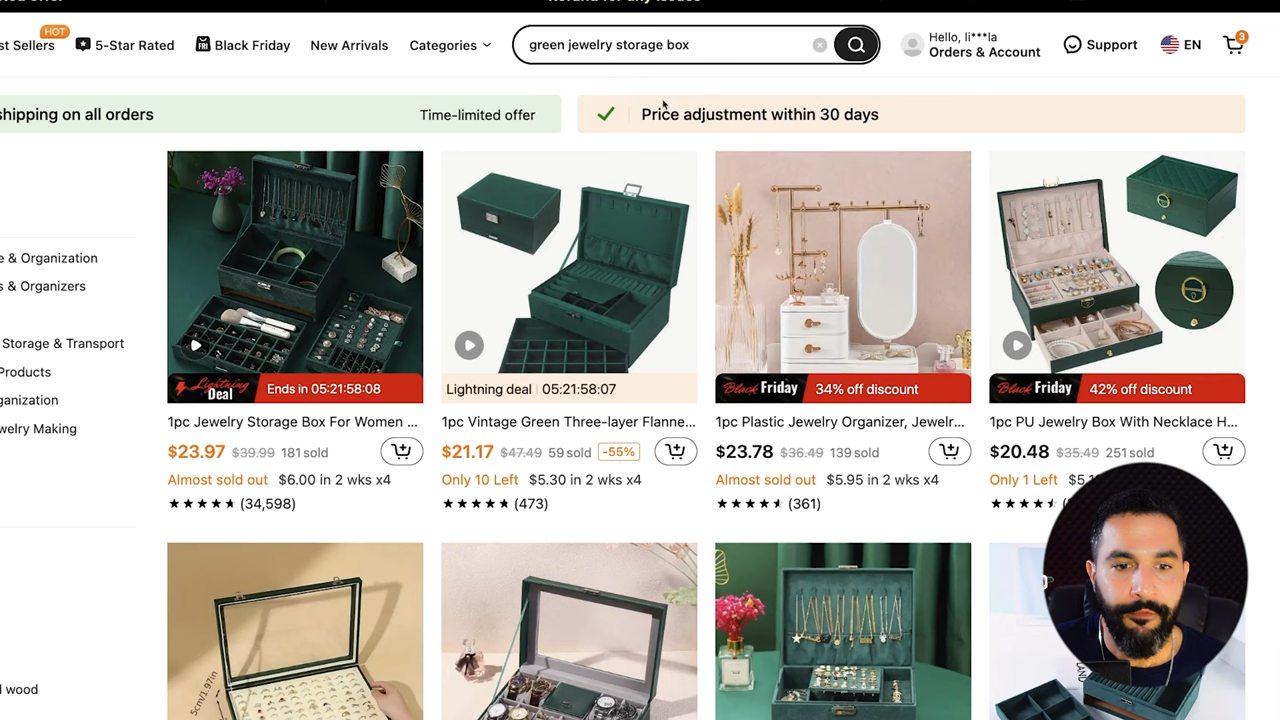 HOT
st Sellers
5-Star Rated
FRI
Black Friday
New Arrivals
Categories
green jewelry storage box
Hello, li***la
Orders & Account
Support
EN
3
hipping on all orders
Time-limited offer
Price adjustment within 30 days
e & Organization
s & Organizers
Storage & Transport
Products
ganization
welry Making
d wood
Lightning
Deal
Ends in 05:21:58:08
1pc Jewelry Storage Box For Women ...
$23.97 $39.99 181 sold
Almost sold out $6.00 in 2 wks x4
(34,598)
Lightning deal 05:21:58:07
1pc Vintage Green Three-layer Flanne...
$21.17 $47.49 59 sold -55%
Only 10 Left $5.30 in 2 wks x4
(473)
Black Friday 34% off discount
1pc Plastic Jewelry Organizer, Jewelr...
$23.78 $36.49 139 sold
Almost sold out $5.95 in 2 wks x4
(361)
Black Friday 42% off discount
1pc PU Jewelry Box With Necklace H...
$20.48 $35.49 251 sold
Only 1 Left
5cm/1.97in